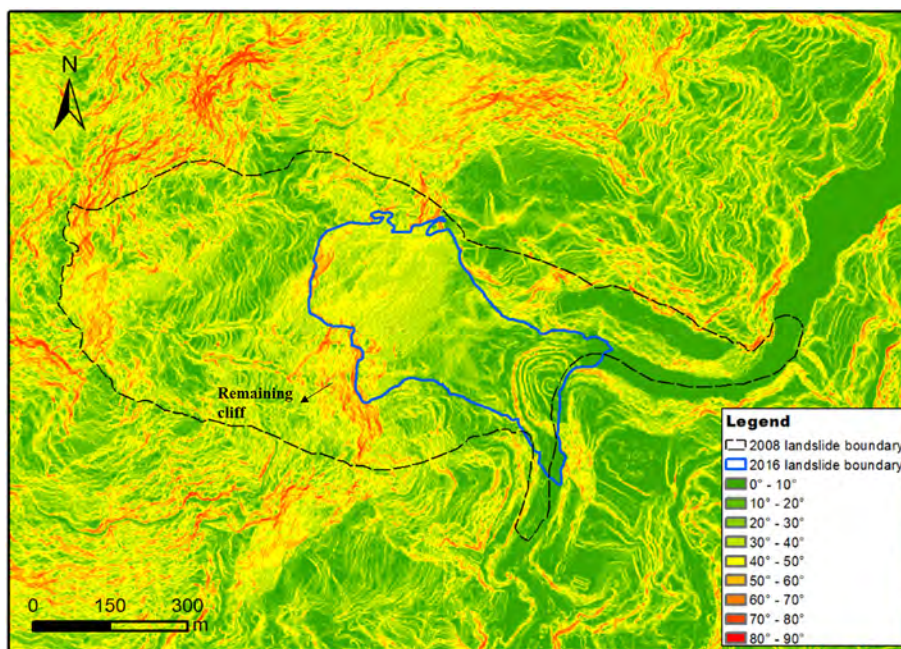 N
Remaining
cliff
Legend
2008 landslide boundary
2016 landslide boundary
0° - 10°
10° - 20°
20° - 30°
30° - 40°
40° - 50°
50° - 60°
60° - 70°
70° - 80°
80° - 90°
0 150 300
m